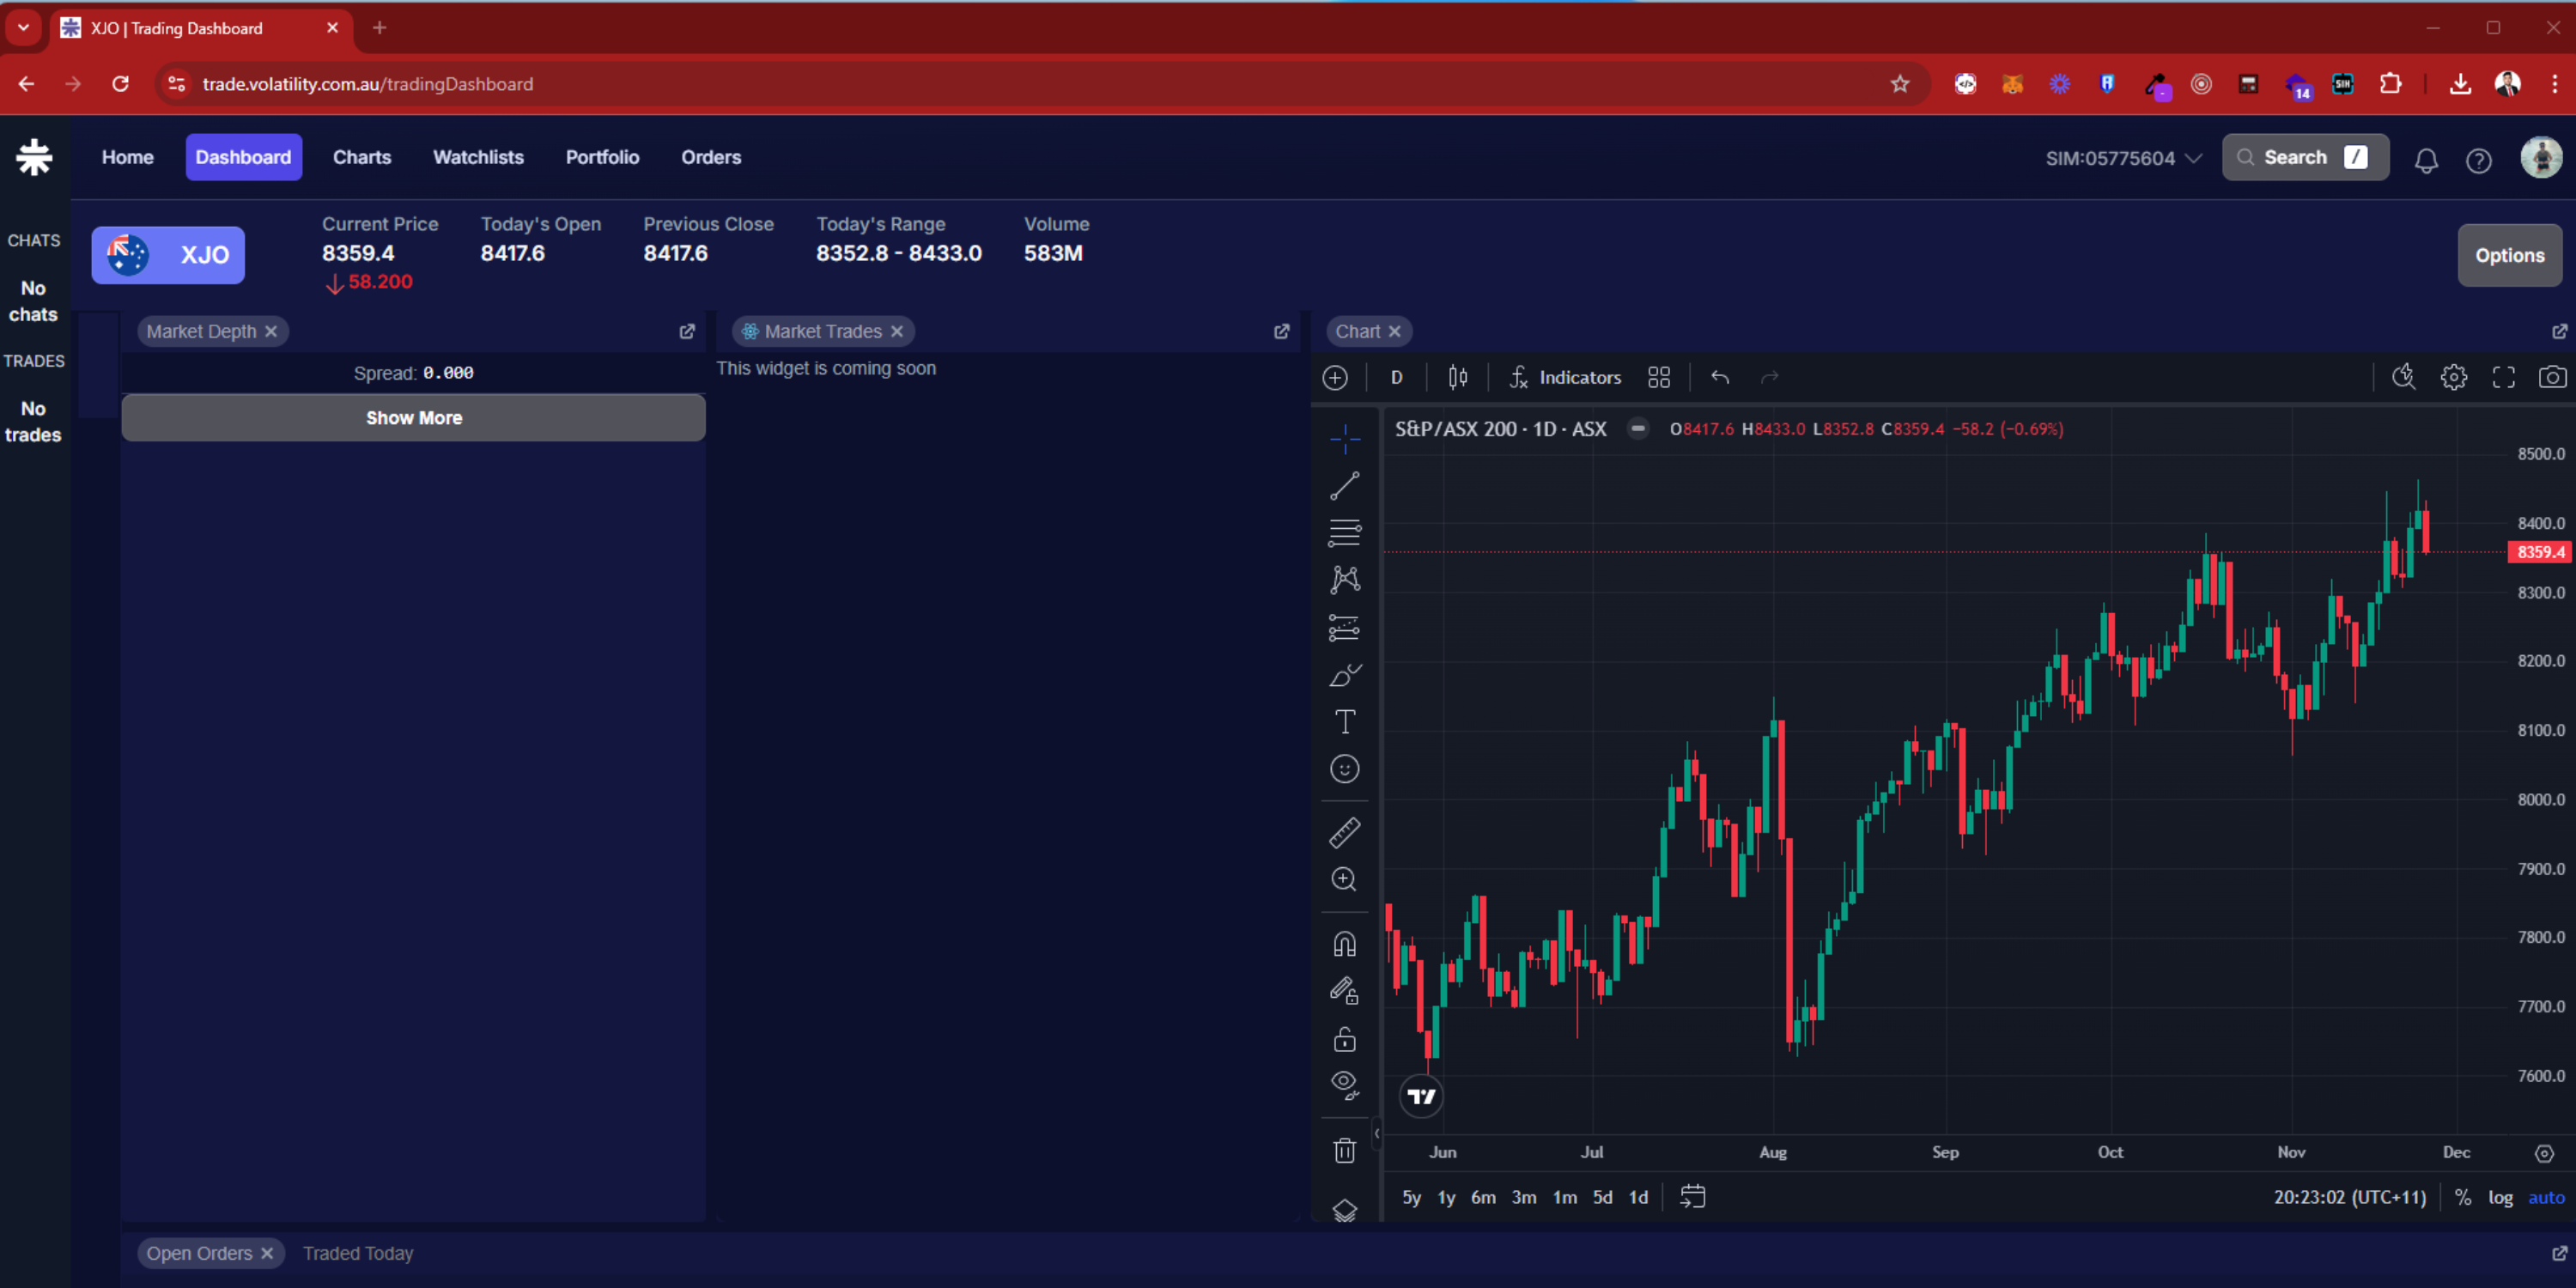 XJO | Trading Dashboard
trade.volatility.com.au/tradingDashboard
14
SIH
Home Dashboard Charts Watchlists Portfolio Orders
SIM:05775604
Search /
CHATS
No
chats
TRADES
No
trades
XJO
Current Price
8359.4
58.200
Today's Open
8417.6
Previous Close
8417.6
Today's Range
8352.8 - 8433.0
Volume
583M
Options
Market Depth
Spread: 0.000
Show More
Market Trades
This widget is coming soon
Chart
D
Indicators
S&P/ASX 200 · 1D · ASX
O8417.6 H8433.0 L8352.8 C8359.4 −58.2 (−0.69%)
8500.0
8400.0
8359.4
8300.0
8200.0
8100.0
8000.0
7900.0
7800.0
7700.0
7600.0
Jun Jul Aug Sep Oct Nov Dec
5y 1y 6m 3m 1m 5d 1d
20:23:02 (UTC+11)
% log auto
Open Orders
Traded Today